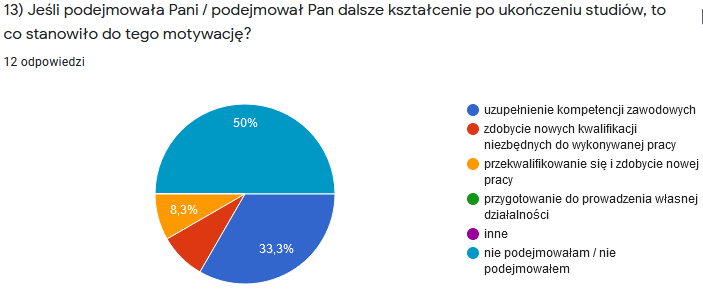 13) Jeśli podejmowała Pani / podejmował Pan dalsze kształcenie po ukończeniu studiów, to
co stanowiło do tego motywację?
12 odpowiedzi
50%
8,3%
33,3%
uzupełnienie kompetencji zawodowych
zdobycie nowych kwalifikacji
niezbędnych do wykonywanej pracy
przekwalifikowanie się i zdobycie nowej
pracy
przygotowanie do prowadzenia własnej
działalności
inne
nie podejmowałam / nie
podejmowałem